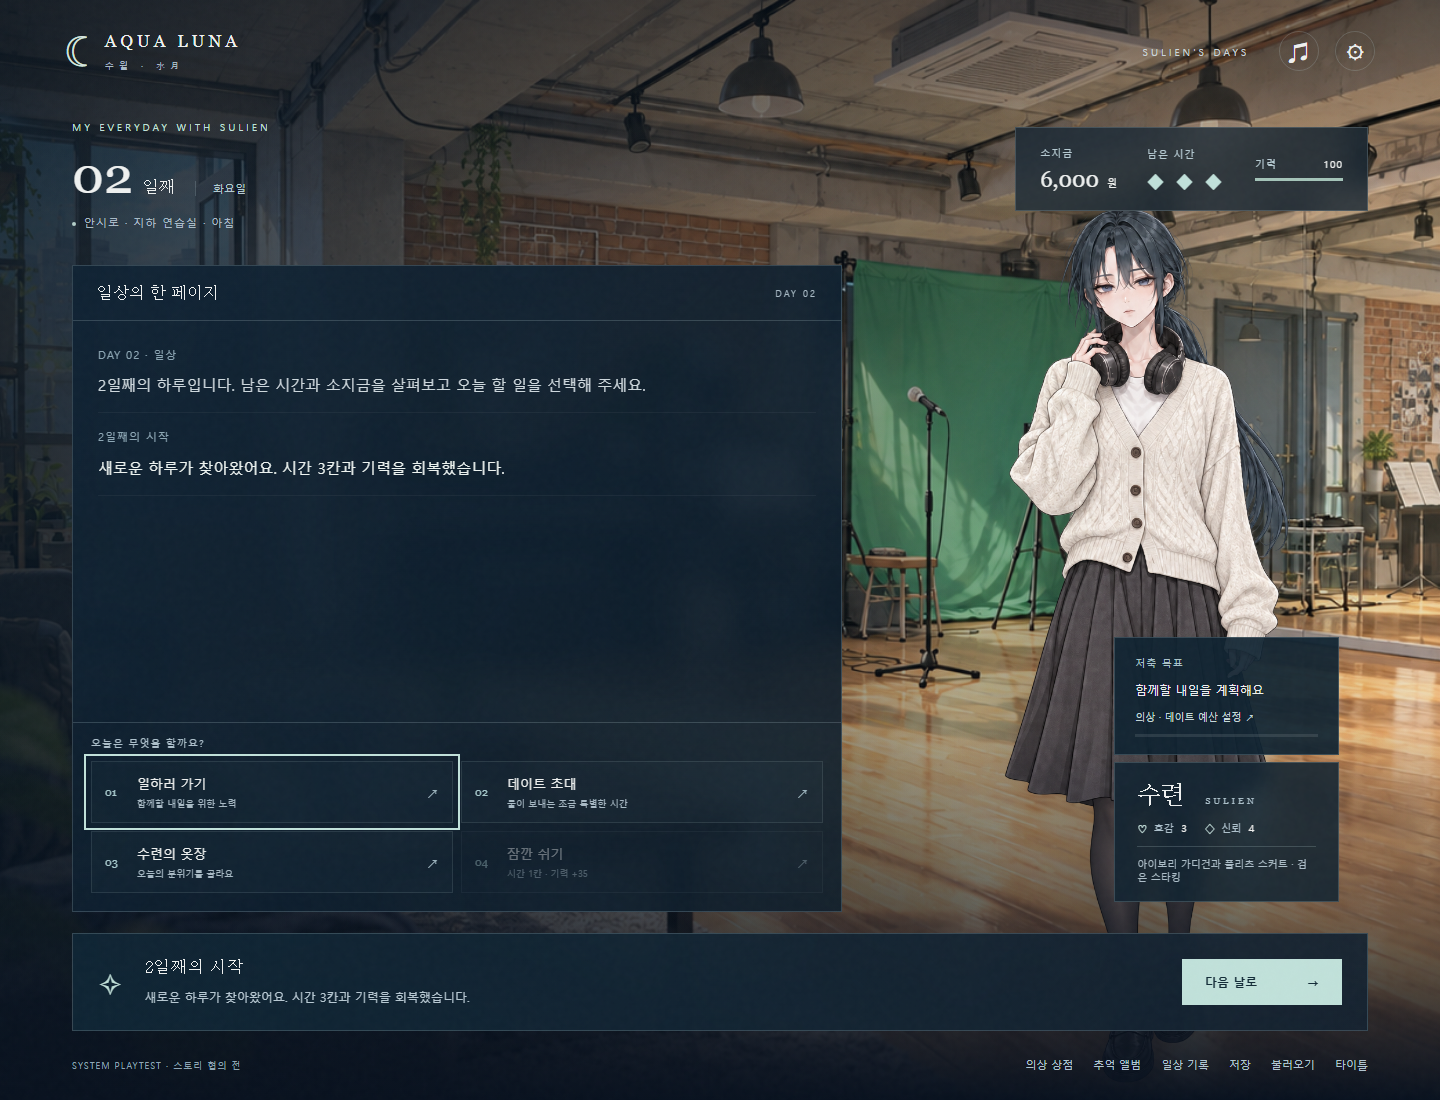 AQUA LUNA
수월 · 水月
SULIEN'S DAYS
MY EVERYDAY WITH SULIEN
02 일째 화요일
안시로 · 지하 연습실 · 아침
소지금
6,000 원
남은 시간
기력 100
일상의 한 페이지 DAY 02
DAY 02 · 일상
2일째의 하루입니다. 남은 시간과 소지금을 살펴보고 오늘 할 일을 선택해 주세요.
2일째의 시작
새로운 하루가 찾아왔어요. 시간 3칸과 기력을 회복했습니다.
오늘은 무엇을 할까요?
01 일하러 가기 ↗
함께할 내일을 위한 노력
02 데이트 초대 ↗
둘이 보내는 조금 특별한 시간
03 수련의 옷장 ↗
오늘의 분위기를 골라요
04 잠깐 쉬기 ↗
시간 1칸 · 기력 +35
저축 목표
함께할 내일을 계획해요
의상 · 데이트 예산 설정 ↗
수련 SULIEN
♡ 호감 3 ◇ 신뢰 4
아이보리 가디건과 플리츠 스커트 · 검
은 스타킹
2일째의 시작
새로운 하루가 찾아왔어요. 시간 3칸과 기력을 회복했습니다.
다음 날로 →
SYSTEM PLAYTEST · 스토리 협의 전
의상 상점 추억 앨범 일상 기록 저장 불러오기 타이틀